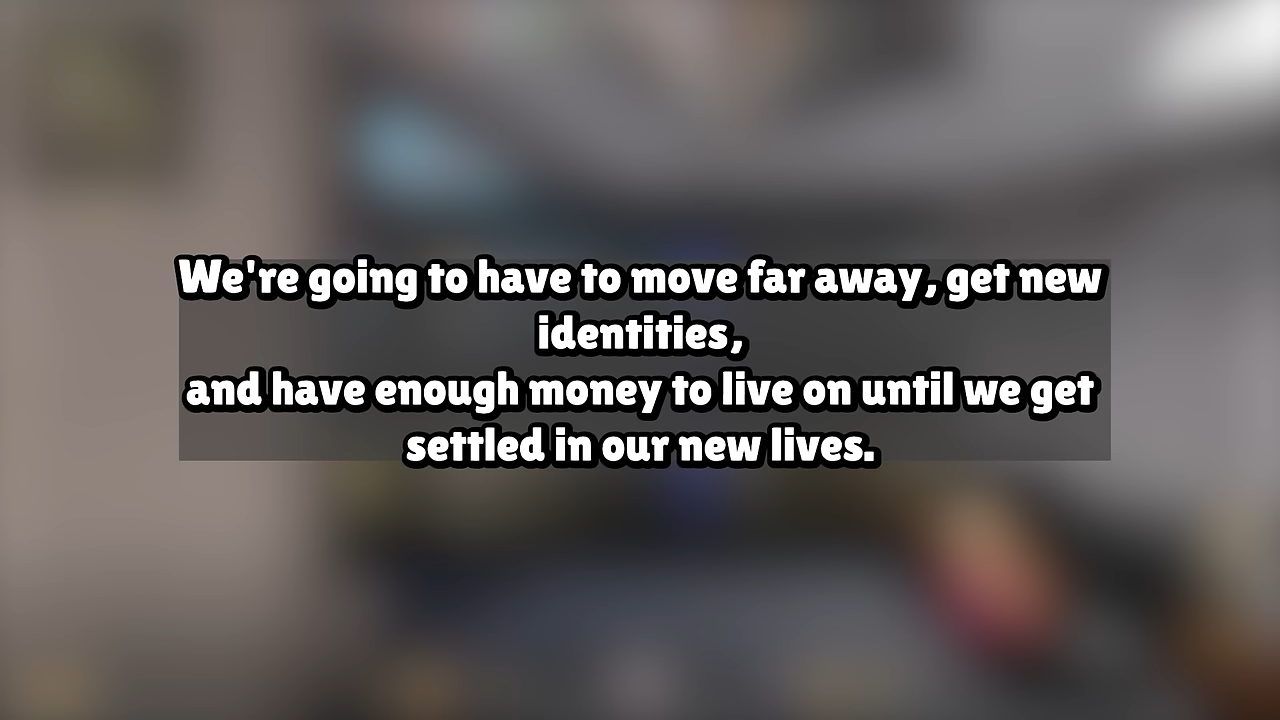 We're going to have to move far away, get new
identities,
and have enough money to live on until we get
settled in our new lives.